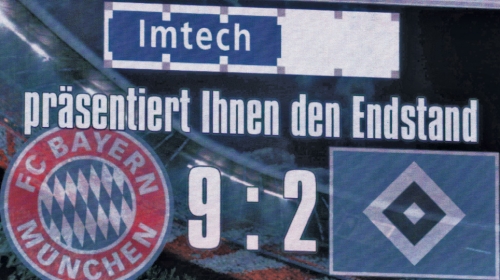 Imtech
präsentiert Ihnen den Endstand
FC BAYERN
MÜNCHEN
9 : 2